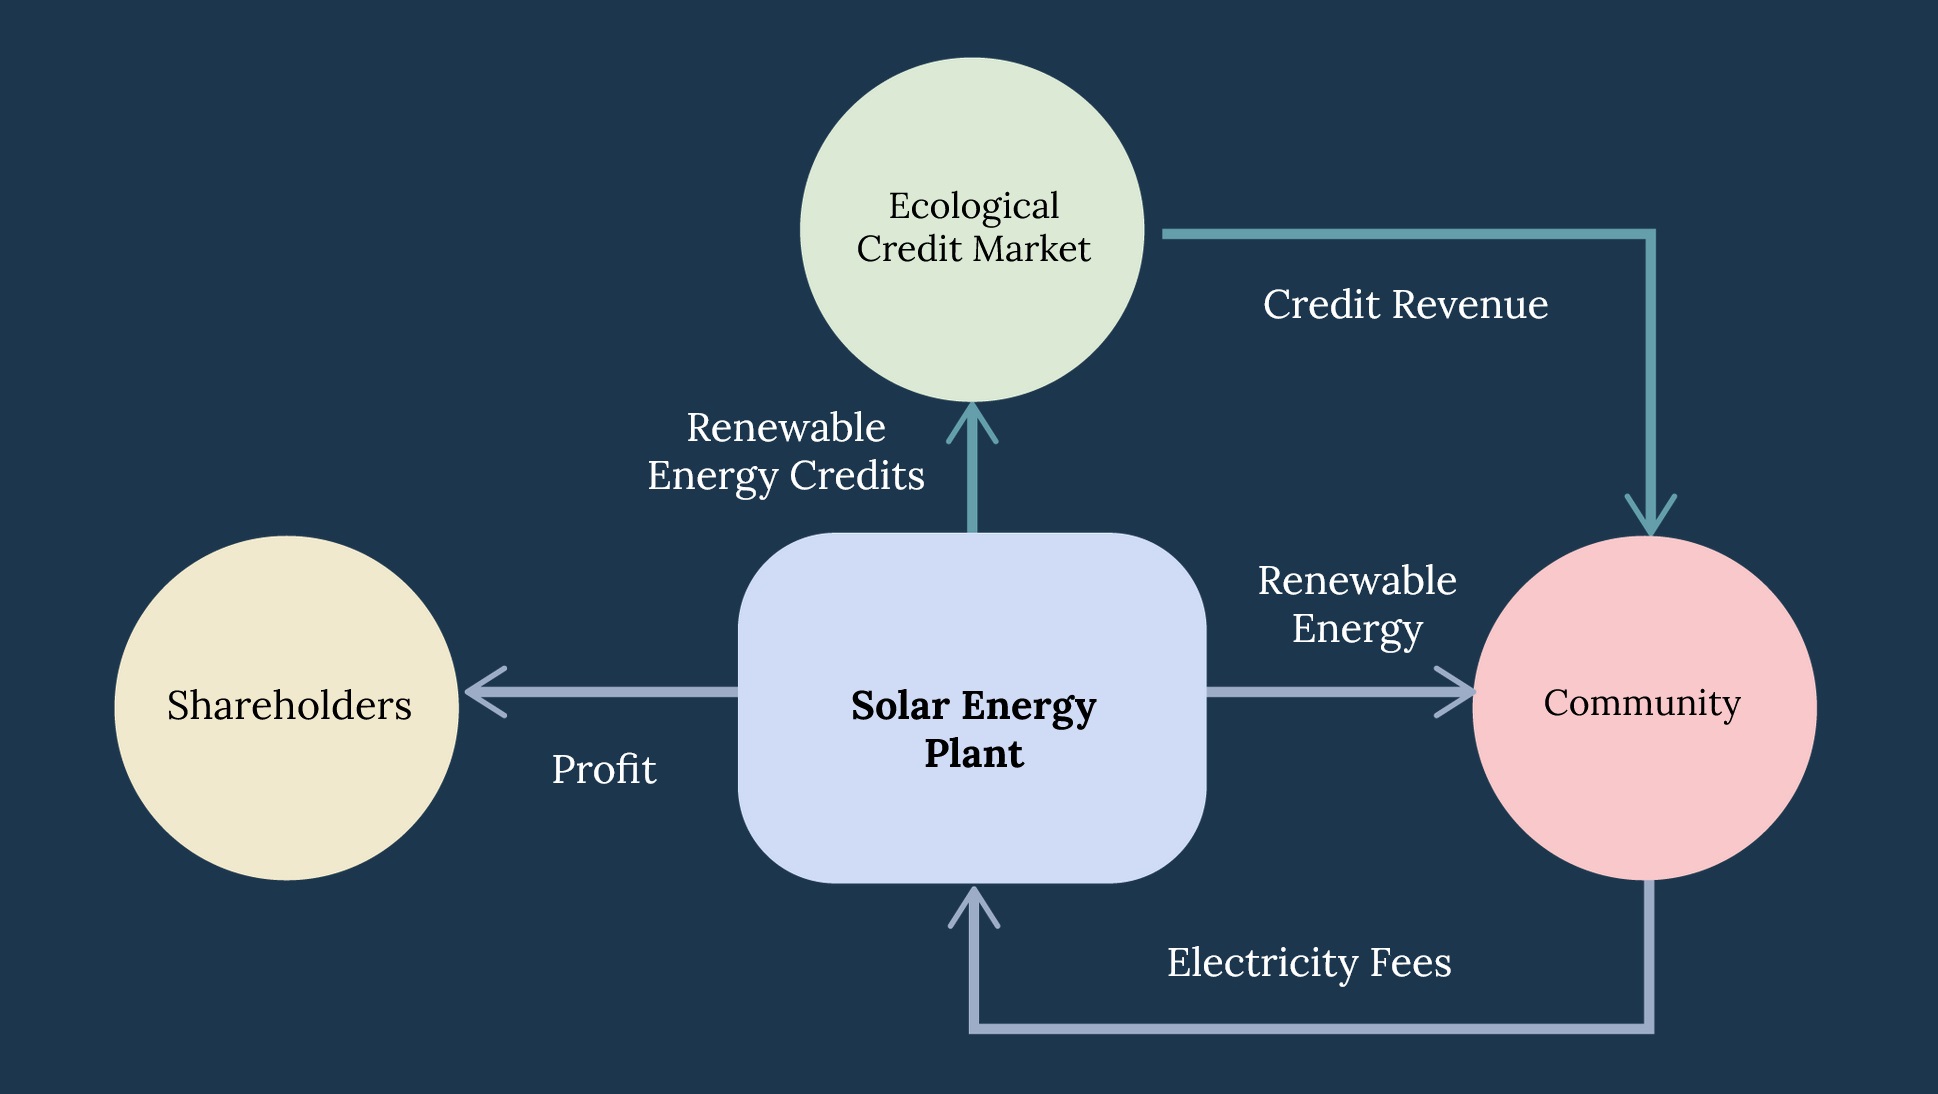 Ecological
Credit Market
Credit Revenue
Renewable
Energy Credits
Renewable
Energy
Shareholders
Solar Energy
Plant
Community
Profit
Electricity Fees